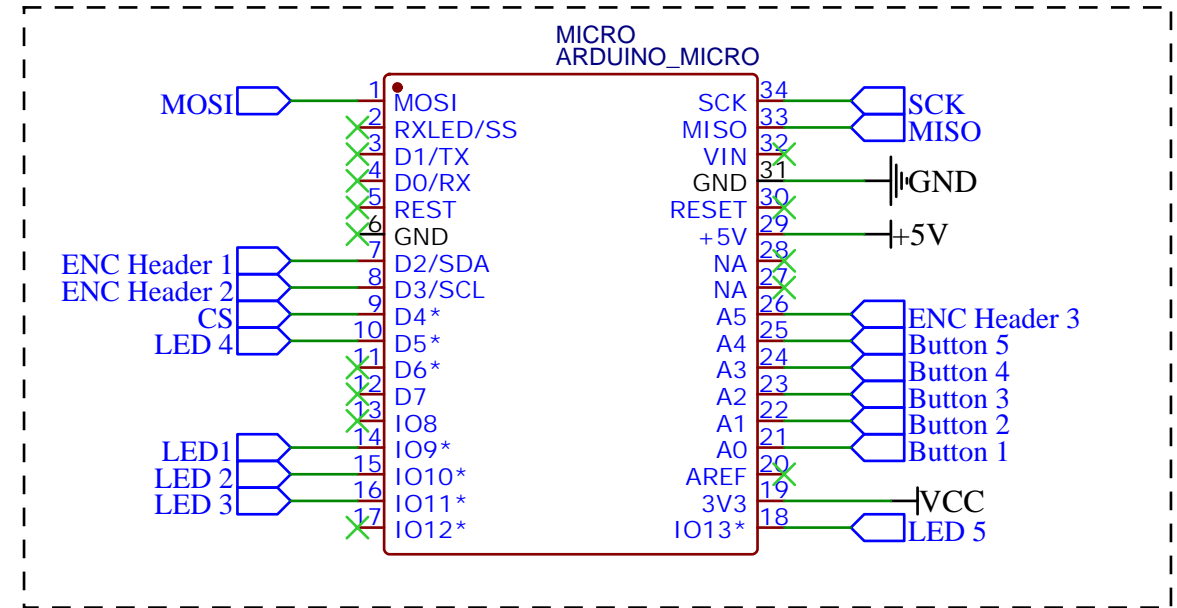 MICRO
ARDUINO_MICRO
MOSI 1 MOSI SCK 34 SCK
2 RXLED/SS MISO 33 MISO
3 D1/TX VIN 32
4 D0/RX GND 31 GND
5 REST RESET 30
6 GND +5V 29 +5V
ENC Header 1 7 D2/SDA NA 28
ENC Header 2 8 D3/SCL NA 27
CS 9 D4* A5 26 ENC Header 3
LED 4 10 D5* A4 25 Button 5
11 D6* A3 24 Button 4
12 D7 A2 23 Button 3
13 IO8 A1 22 Button 2
LED1 14 IO9* A0 21 Button 1
LED 2 15 IO10* AREF 20
LED 3 16 IO11* 3V3 19 VCC
17 IO12* IO13* 18 LED 5